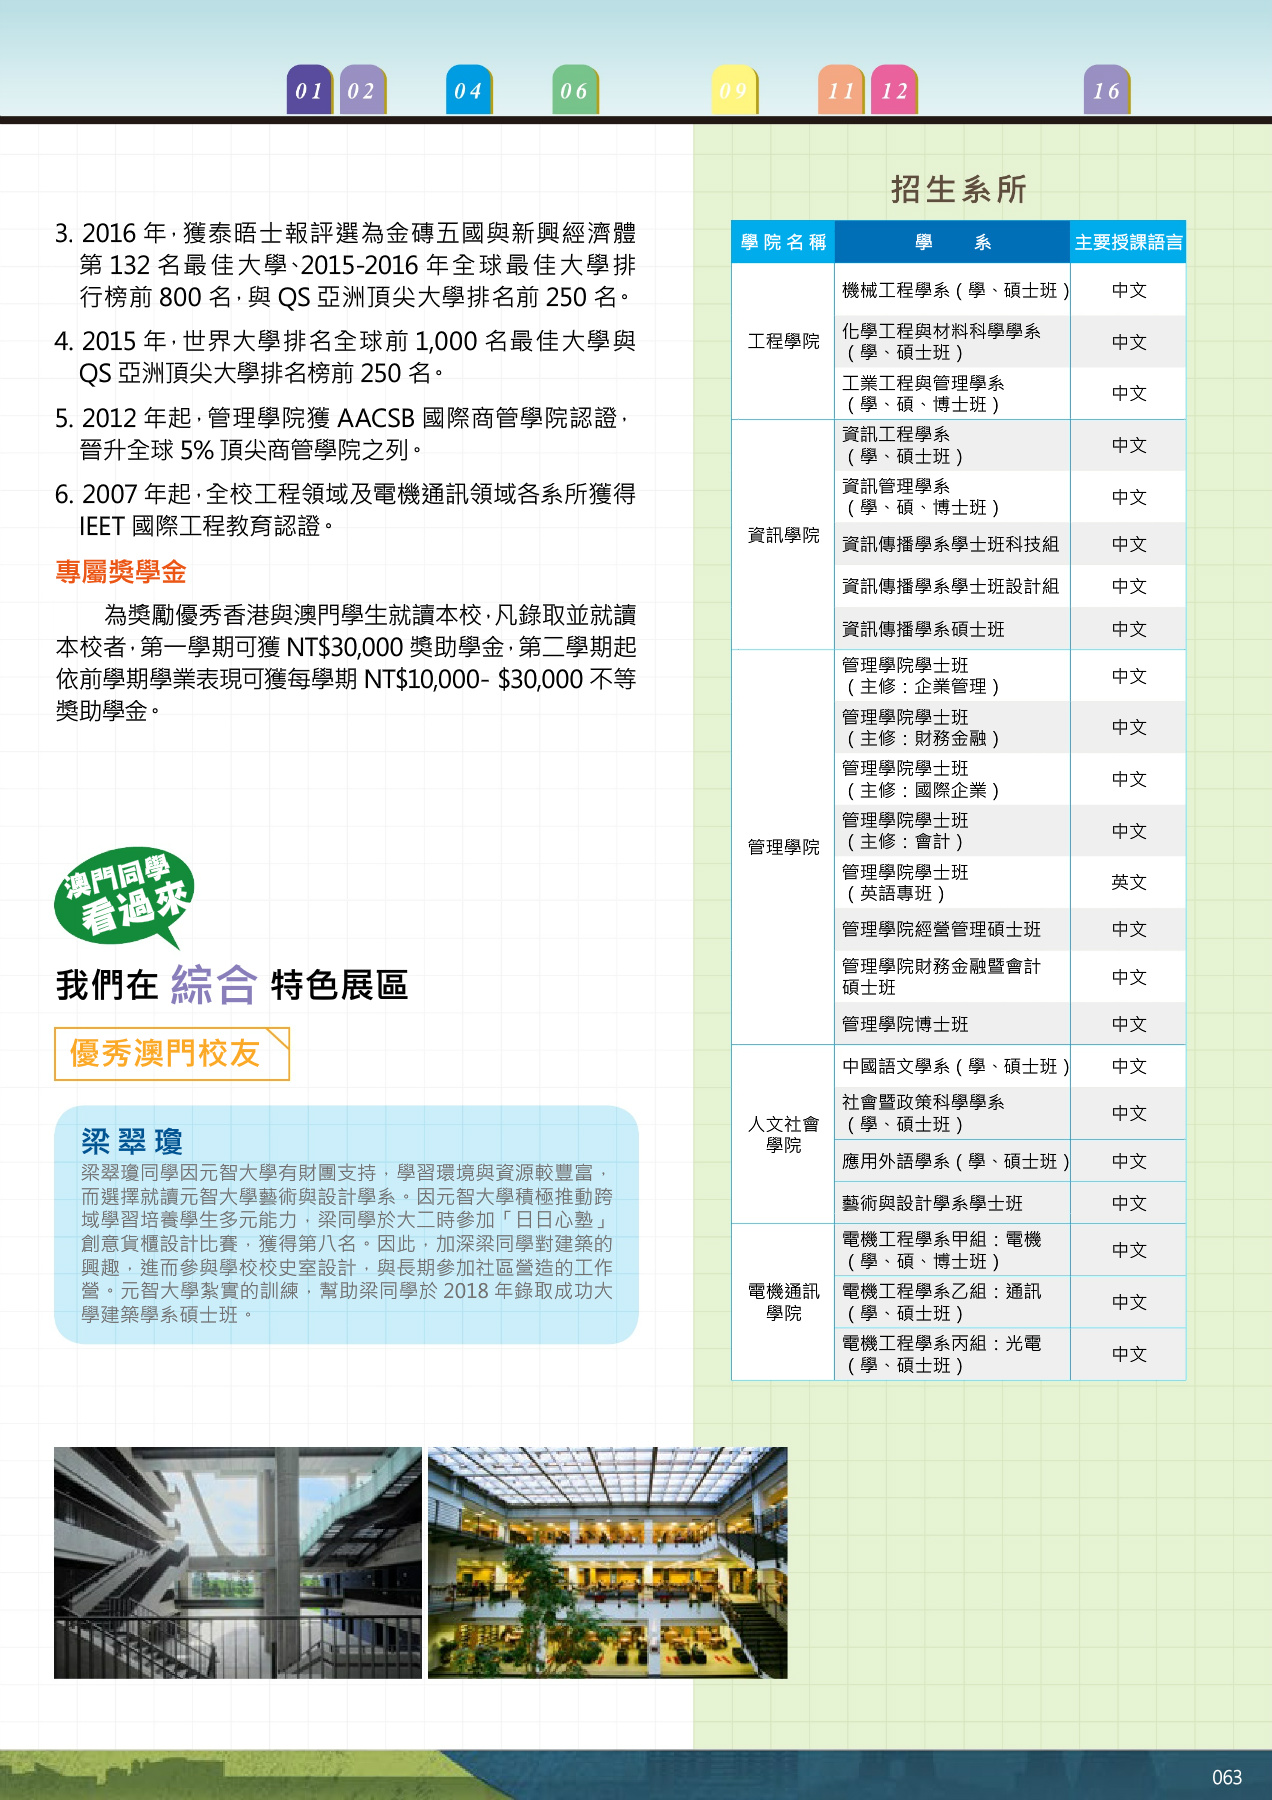 01 02 04 06 09 11 12 16
3. 2016 年，獲泰晤士報評選為金磚五國與新興經濟體
第 132 名最佳大學、2015-2016 年全球最佳大學排
行榜前 800 名，與 QS 亞洲頂尖大學排名前 250 名。
4. 2015 年，世界大學排名全球前 1,000 名最佳大學與
QS 亞洲頂尖大學排名榜前 250 名。
5. 2012 年起，管理學院獲 AACSB 國際商管學院認證，
晉升全球 5% 頂尖商管學院之列。
6. 2007 年起，全校工程領域及電機通訊領域各系所獲得
IEET 國際工程教育認證。
專屬獎學金
為獎勵優秀香港與澳門學生就讀本校，凡錄取並就讀
本校者，第一學期可獲 NT$30,000 獎助學金，第二學期起
依前學期學業表現可獲每學期 NT$10,000- $30,000 不等
獎助學金。
澳門同學
看過來
我們在 綜合 特色展區
優秀澳門校友
梁翠瓊
梁翠瓊同學因元智大學有財團支持，學習環境與資源較豐富，
而選擇就讀元智大學藝術與設計學系。因元智大學積極推動跨
域學習培養學生多元能力，梁同學於大二時參加「日日心塾」
創意貨櫃設計比賽，獲得第八名。因此，加深梁同學對建築的
興趣，進而參與學校校史室設計，與長期參加社區營造的工作
營。元智大學紮實的訓練，幫助梁同學於 2018 年錄取成功大
學建築學系碩士班。
招生系所
學院名稱 學 系 主要授課語言
工程學院
機械工程學系（學、碩士班） 中文
化學工程與材料科學學系
（學、碩士班） 中文
工業工程與管理學系
（學、碩、博士班） 中文
資訊學院
資訊工程學系
（學、碩士班） 中文
資訊管理學系
（學、碩、博士班） 中文
資訊傳播學系學士班科技組 中文
資訊傳播學系學士班設計組 中文
資訊傳播學系碩士班 中文
管理學院
管理學院學士班
（主修：企業管理） 中文
管理學院學士班
（主修：財務金融） 中文
管理學院學士班
（主修：國際企業） 中文
管理學院學士班
（主修：會計） 中文
管理學院學士班
（英語專班） 英文
管理學院經營管理碩士班 中文
管理學院財務金融暨會計
碩士班 中文
管理學院博士班 中文
人文社會
學院
中國語文學系（學、碩士班） 中文
社會暨政策科學學系
（學、碩士班） 中文
應用外語學系（學、碩士班） 中文
藝術與設計學系學士班 中文
電機通訊
學院
電機工程學系甲組：電機
（學、碩、博士班） 中文
電機工程學系乙組：通訊
（學、碩士班） 中文
電機工程學系丙組：光電
（學、碩士班） 中文
063